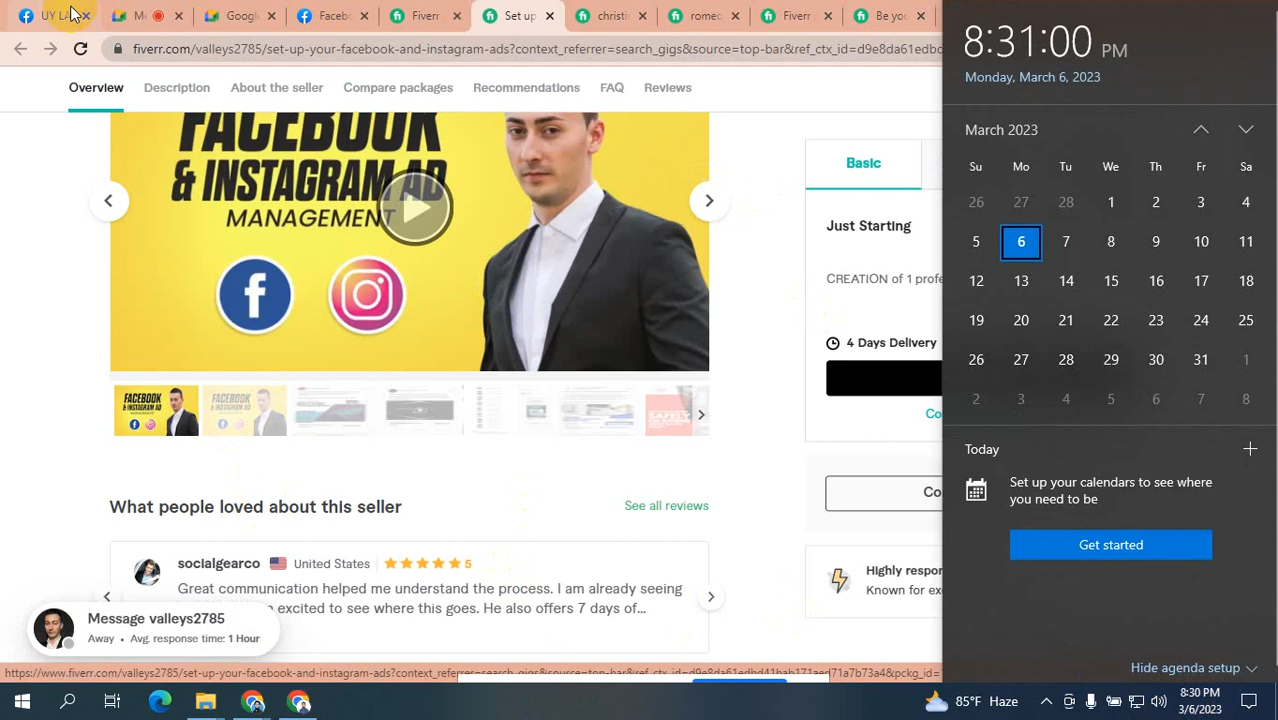 UY LA
M
Googl
Faceb
Fiverr
Set up
christi
romeo
Fiverr
Be you
fiverr.com/valleys2785/set-up-your-facebook-and-instagram-ads?context_referrer=search_gigs&source=top-bar&ref_ctx_id=d9e8da61edbd
Overview
Description
About the seller
Compare packages
Recommendations
FAQ
Reviews
FACEBOOK
& INSTAGRAM AD
MANAGEMENT
Basic
Just Starting
CREATION of 1 profe
4 Days Delivery
Co
Co
What people loved about this seller
See all reviews
socialgearco
United States
5
Great communication helped me understand the process. I am already seeing
excited to see where this goes. He also offers 7 days of...
Highly respon
Known for ex
Message valleys2785
Away • Avg. response time: 1 Hour
8:31:00 PM
Monday, March 6, 2023
March 2023
Su Mo Tu We Th Fr Sa
26 27 28 1 2 3 4
5 6 7 8 9 10 11
12 13 14 15 16 17 18
19 20 21 22 23 24 25
26 27 28 29 30 31 1
2 3 4 5 6 7 8
Today
Set up your calendars to see where
you need to be
Get started
Hide agenda setup
85°F Haze
8:30 PM
3/6/2023